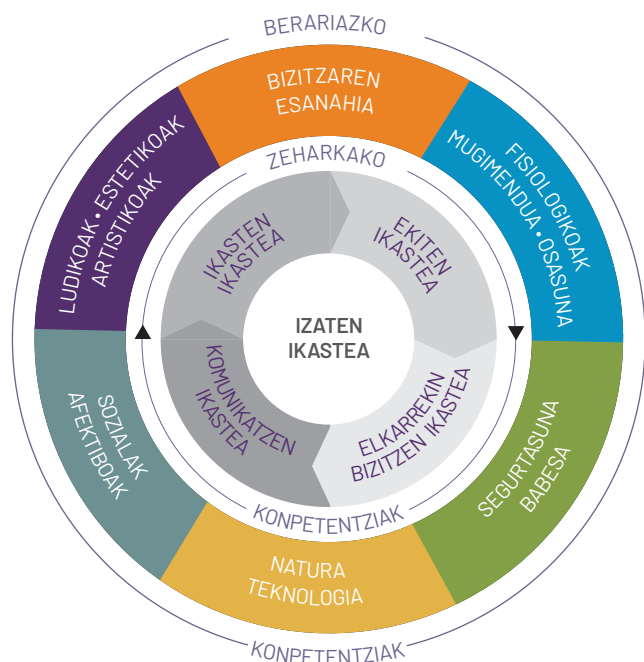 BERARIAZKO
BIZITZAREN
ESANAHIA
FISIOLOGIKOAK
MUGIMENDUA • OSASUNA
SEGURTASUNA
BABESA
NATURA
TEKNOLOGIA
SOZIALAK
AFEKTIBOAK
LUDIKOAK • ESTETIKOAK
ARTISTIKOAK
ZEHARKAKO
EKITEN
IKASTEA
ELKARREKIN
BIZITZEN IKASTEA
KOMUNIKATZEN
IKASTEA
IKASTEN
IKASTEA
IZATEN
IKASTEA
KONPETENTZIAK
KONPETENTZIAK